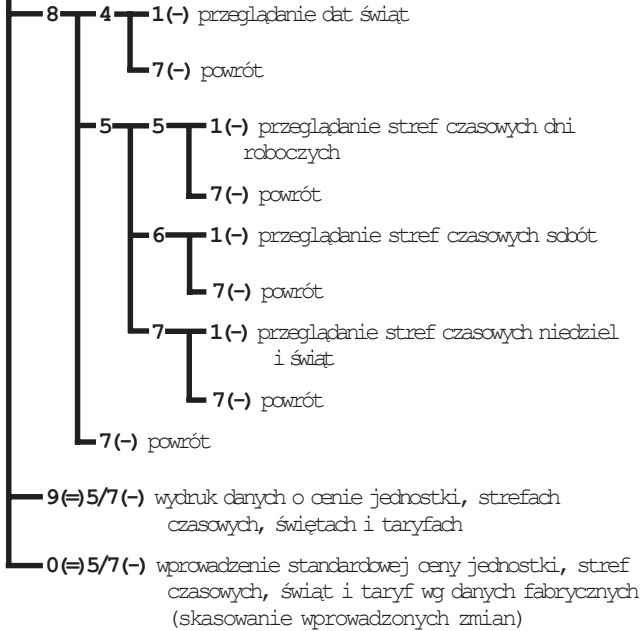 8 4 1(-) przeglądanie dat świąt
7(-) powrót
5 5 1(-) przeglądanie stref czasowych dni
roboczych
7(-) powrót
6 1(-) przeglądanie stref czasowych sobót
7(-) powrót
7 1(-) przeglądanie stref czasowych niedziel
i świąt
7(-) powrót
7(-) powrót
9(=)5/7(-) wydruk danych o cenie jednostki, strefach
czasowych, świętach i taryfach
0(=)5/7(-) wprowadzenie standardowej ceny jednostki, stref
czasowych, świąt i taryf wg danych fabrycznych
(skasowanie wprowadzonych zmian)